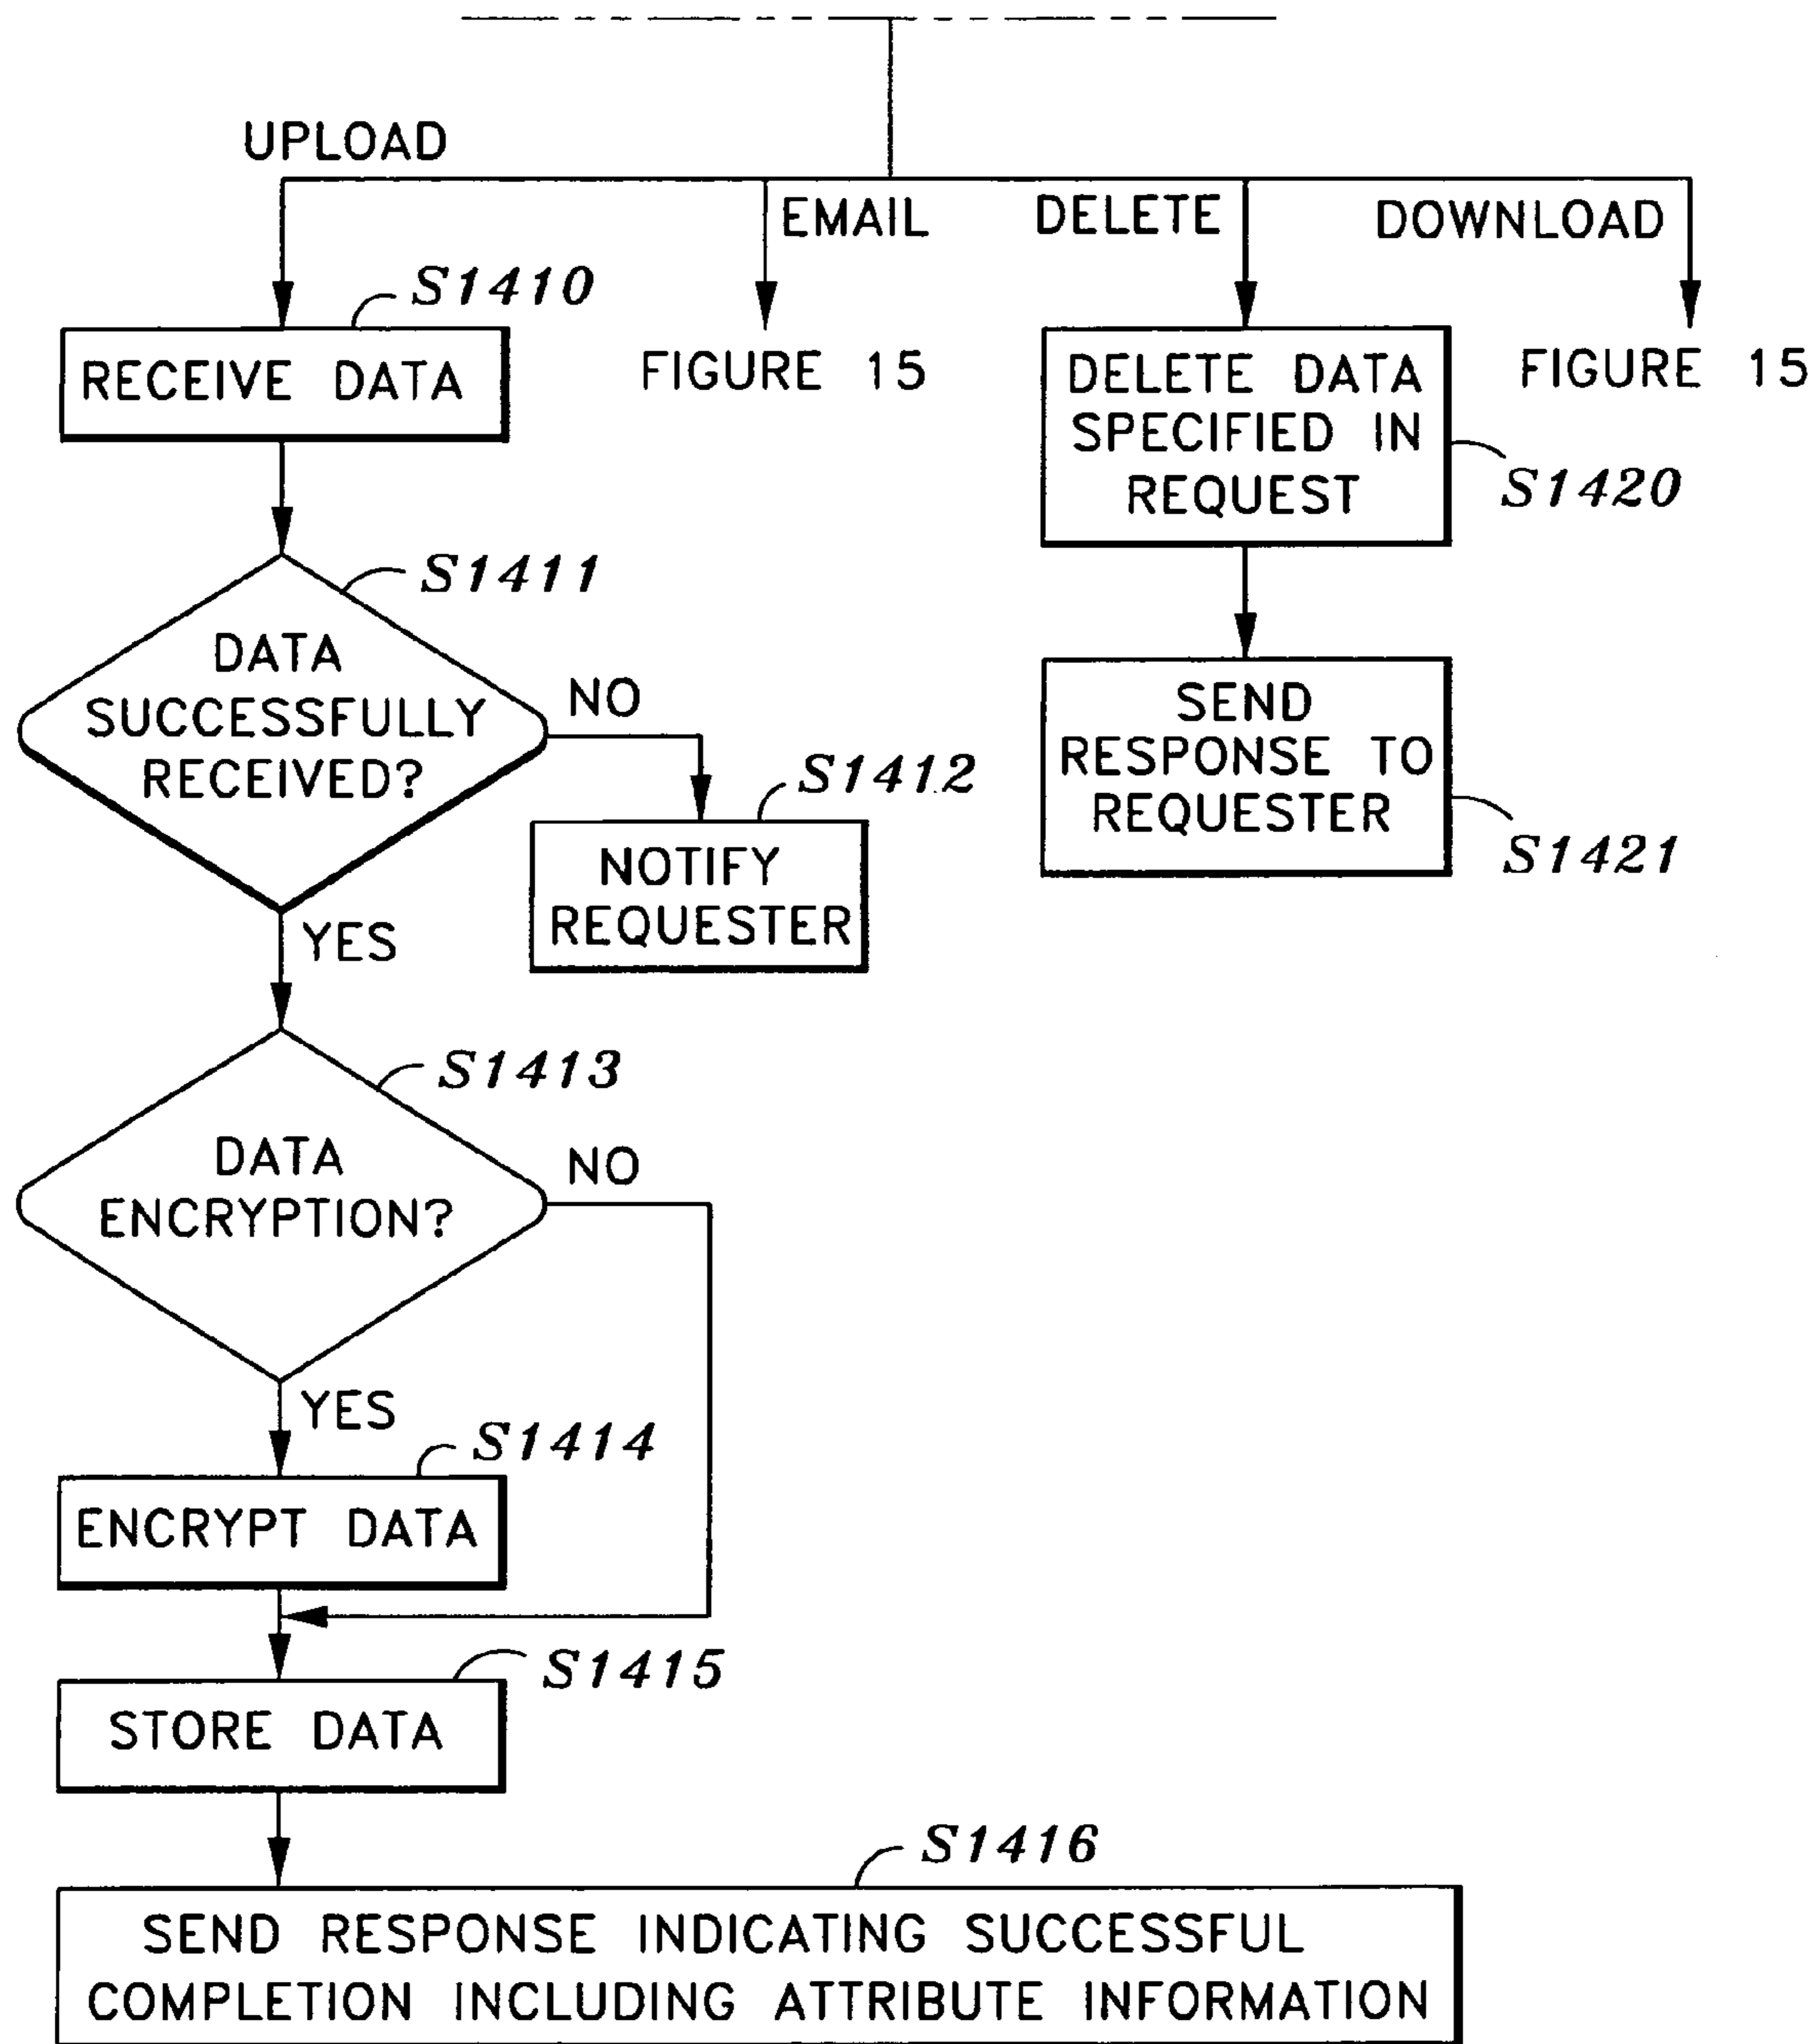 UPLOAD
EMAIL
DELETE
DOWNLOAD
S1410
RECEIVE DATA
FIGURE 15
DELETE DATA
SPECIFIED IN
REQUEST
FIGURE 15
S1420
S1411
DATA
SUCCESSFULLY
RECEIVED?
NO
SEND
RESPONSE TO
REQUESTER
S1421
S1412
NOTIFY
REQUESTER
YES
S1413
DATA
ENCRYPTION?
NO
YES
S1414
ENCRYPT DATA
S1415
STORE DATA
S1416
SEND RESPONSE INDICATING SUCCESSFUL
COMPLETION INCLUDING ATTRIBUTE INFORMATION